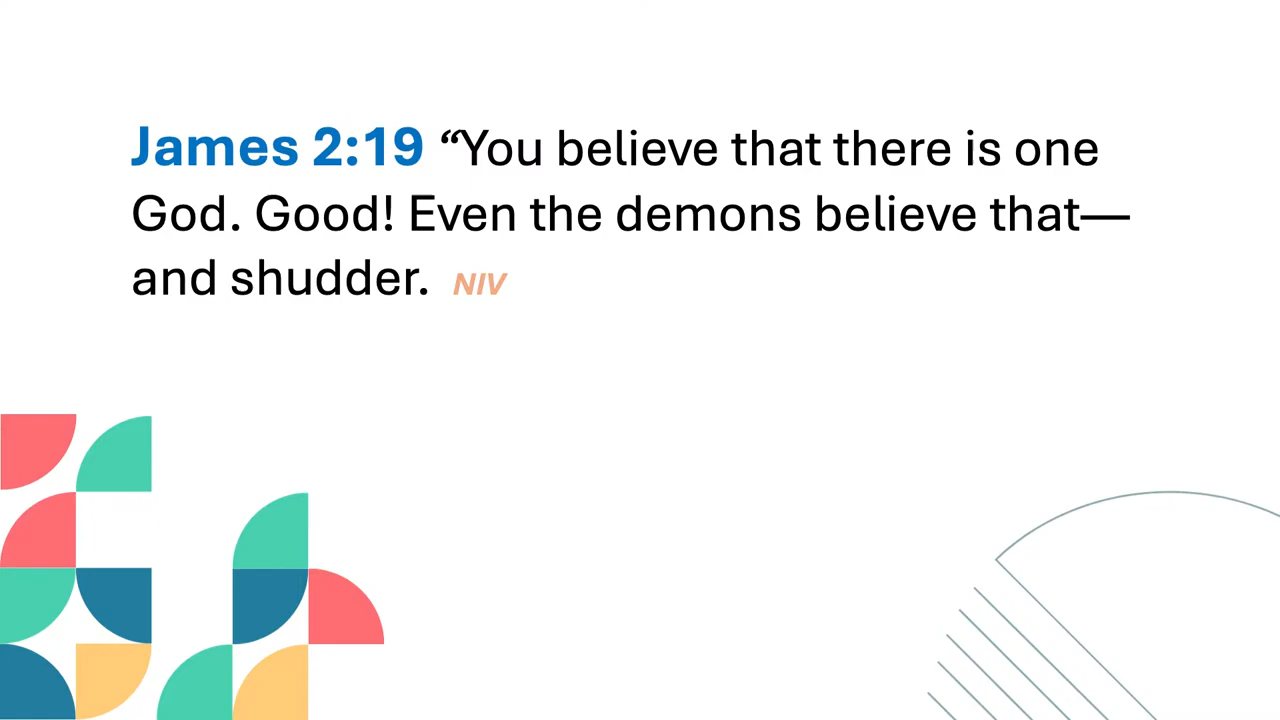 James 2:19 “You believe that there is one
God. Good! Even the demons believe that—
and shudder. NIV